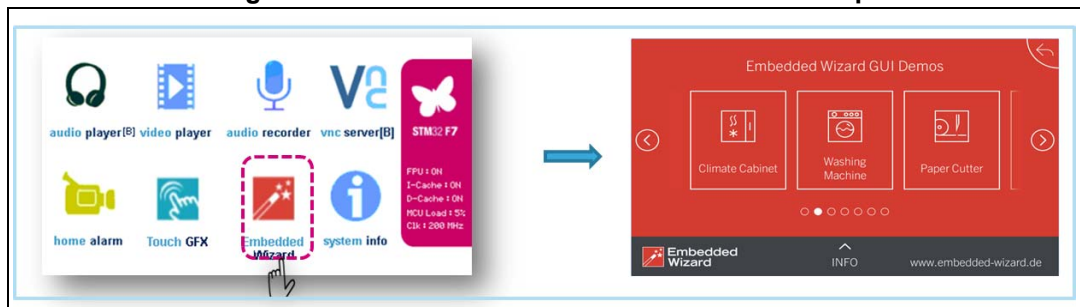 audio player[B] video player audio recorder vnc server[B]
STM32 F7
FPU : ON
I-Cache : ON
D-Cache : ON
MCU Load : 5%
Clk : 200 MHz
home alarm Touch GFX Embedded Wizard system info
Embedded Wizard GUI Demos
Climate Cabinet
Washing
Machine
Paper Cutter
Embedded
Wizard
INFO
www.embedded-wizard.de